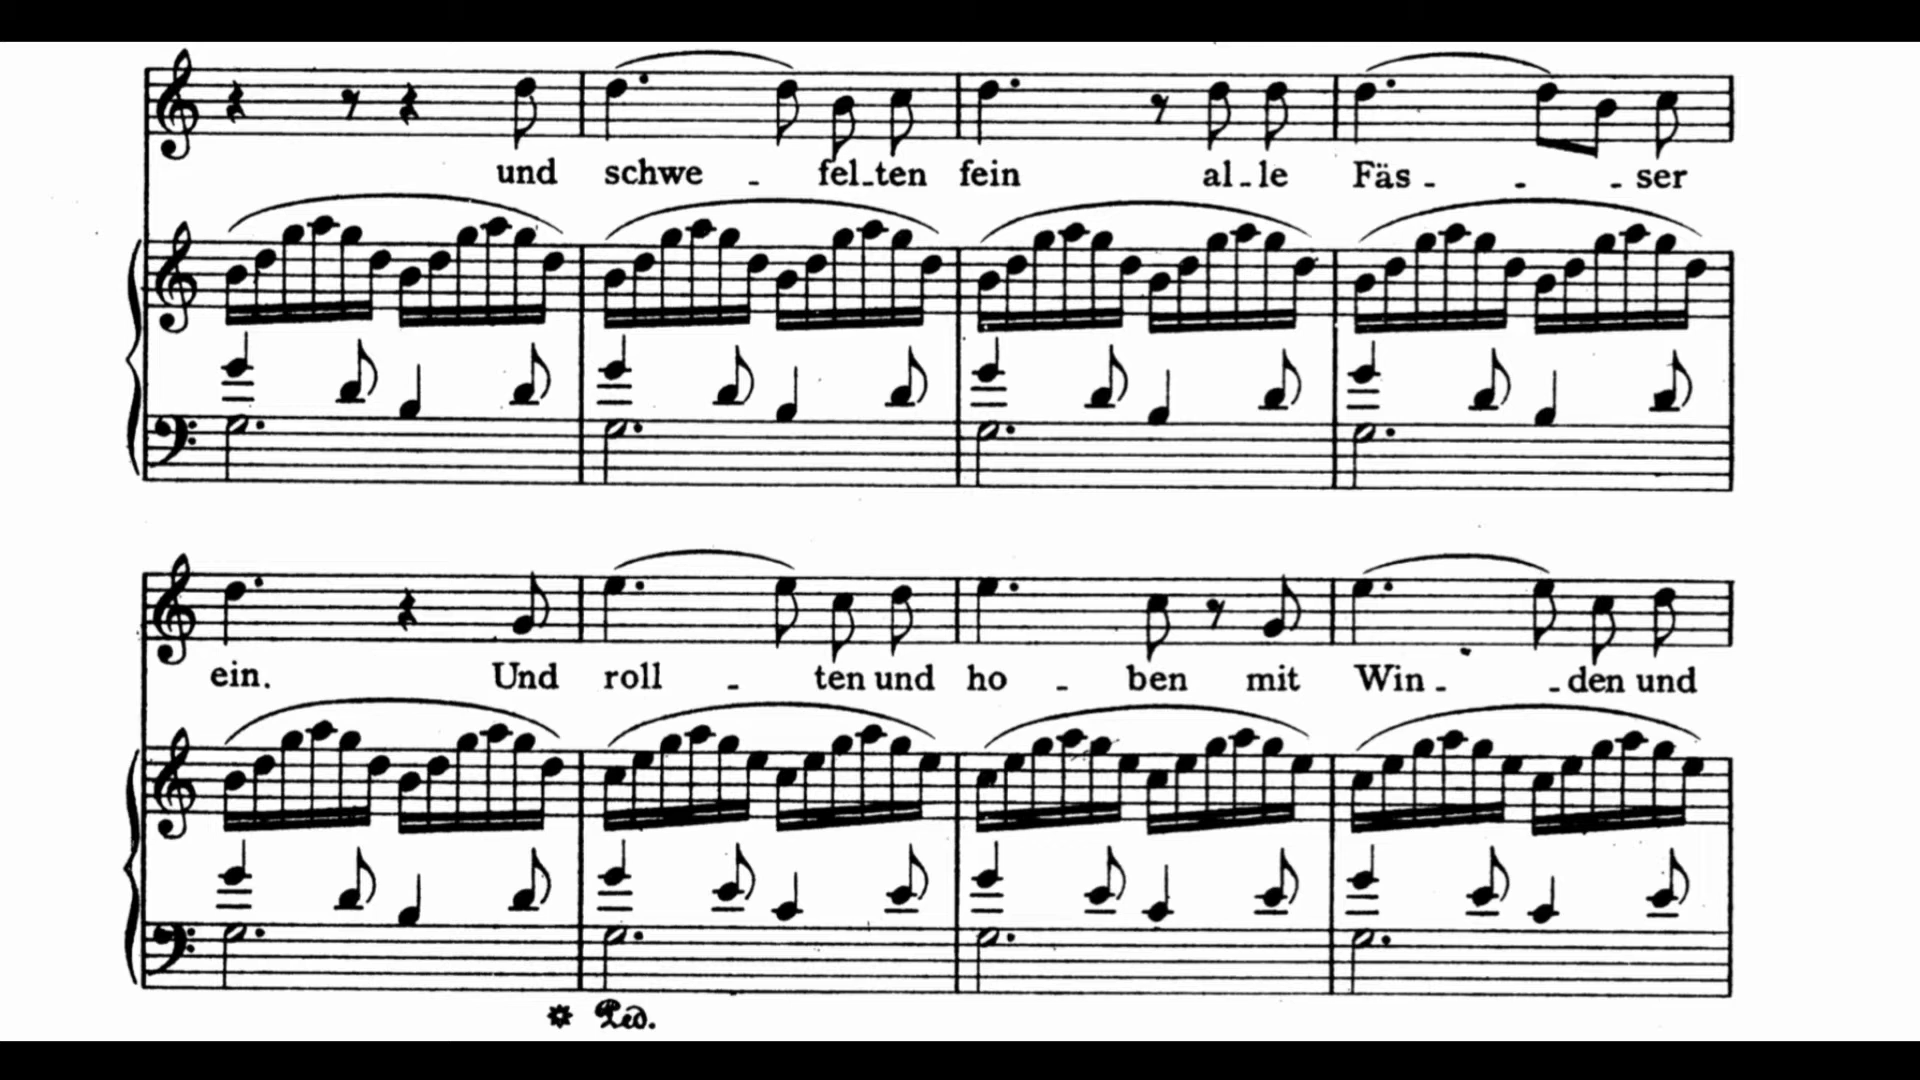 und schwe - fel-ten fein al-le Fäs - - - ser
ein. Und roll - ten und ho - ben mit Win - - den und
Ped.